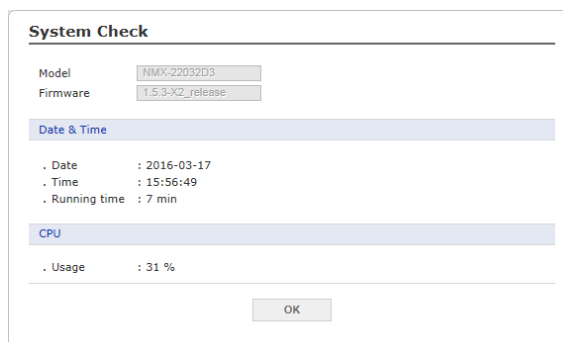 System Check
Model NMX-22032D3
Firmware 1.5.3-X2_release
Date & Time
. Date : 2016-03-17
. Time : 15:56:49
. Running time : 7 min
CPU
. Usage : 31 %
OK